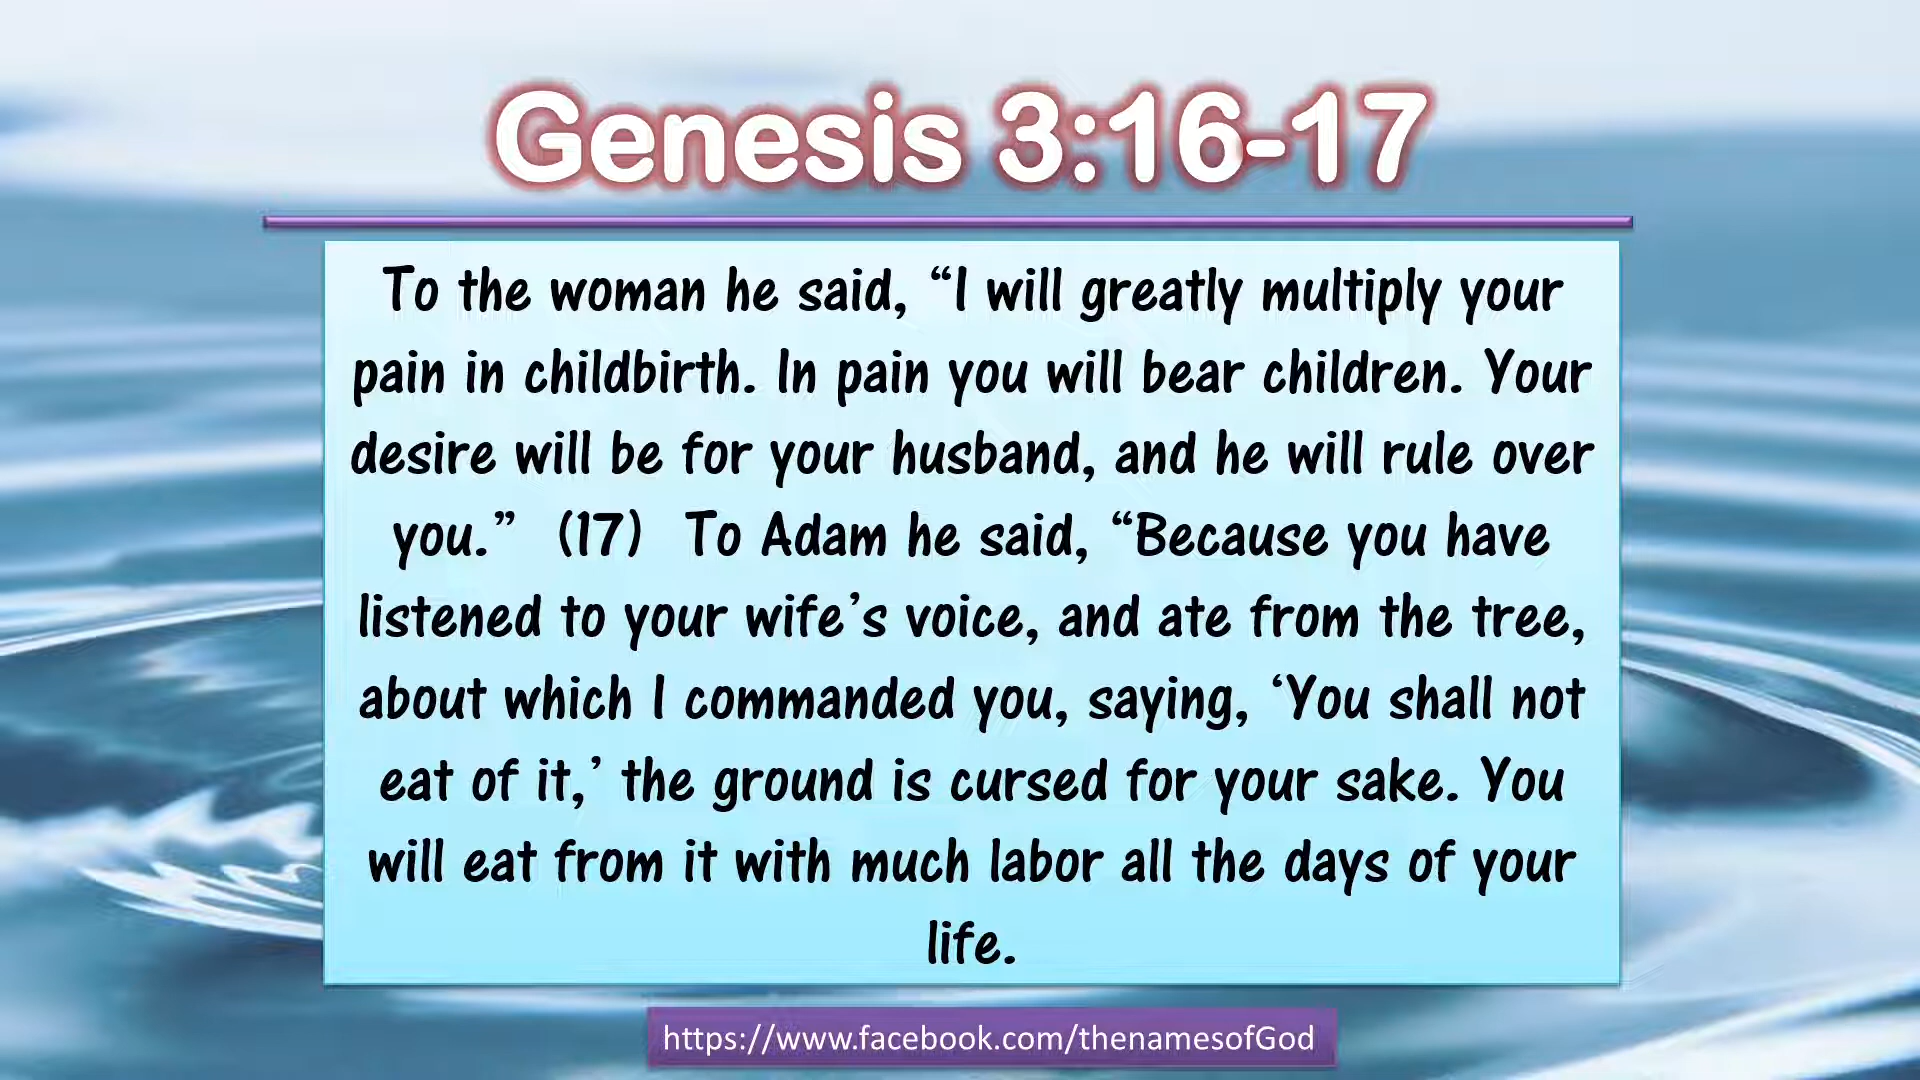 Genesis 3:16-17
To the woman he said, “I will greatly multiply your
pain in childbirth. In pain you will bear children. Your
desire will be for your husband, and he will rule over
you.” (17) To Adam he said, “Because you have
listened to your wife’s voice, and ate from the tree,
about which I commanded you, saying, ‘You shall not
eat of it,’ the ground is cursed for your sake. You
will eat from it with much labor all the days of your
life.
https://www.facebook.com/thenamesofGod